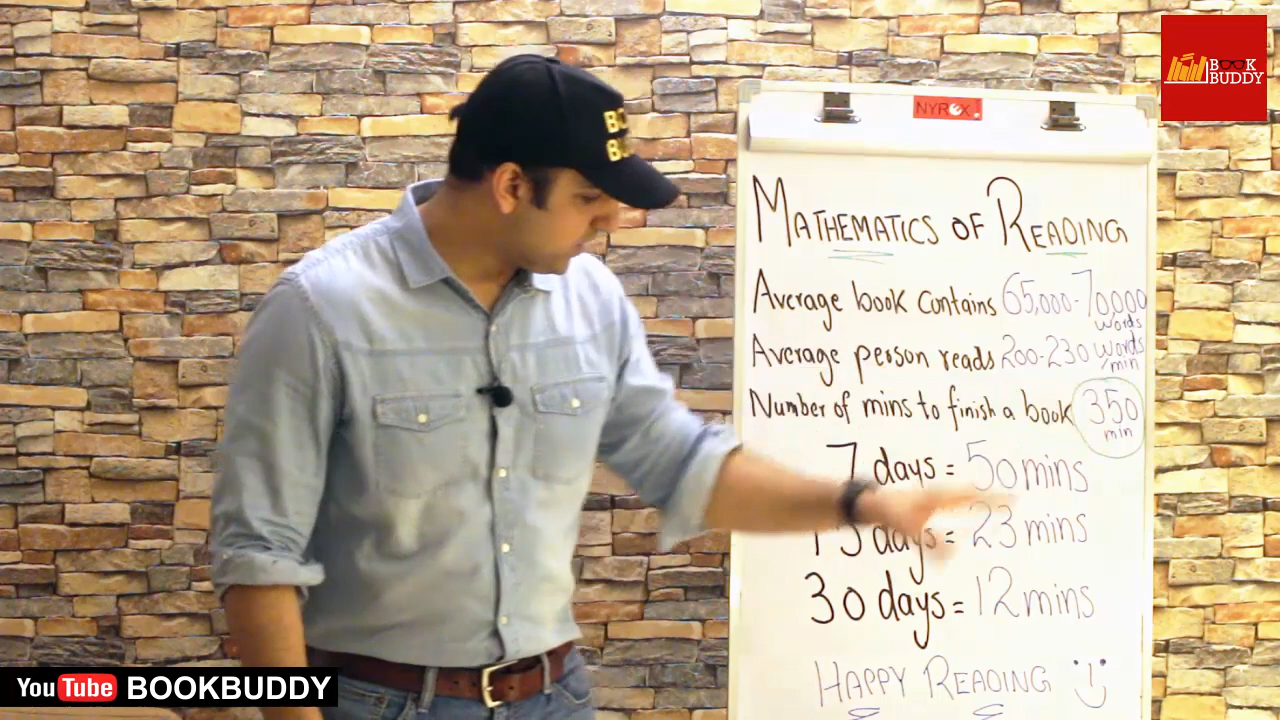 BOOK
BUDDY
NYREX.
MATHEMATICS OF READING
Average book contains 65,000-70,000
words
Average person reads 200-230 words
/min
Number of mins to finish a book 350
min
7 days = 50 mins
15 days = 23 mins
30 days = 12 mins
HAPPY READING
YouTube BOOKBUDDY